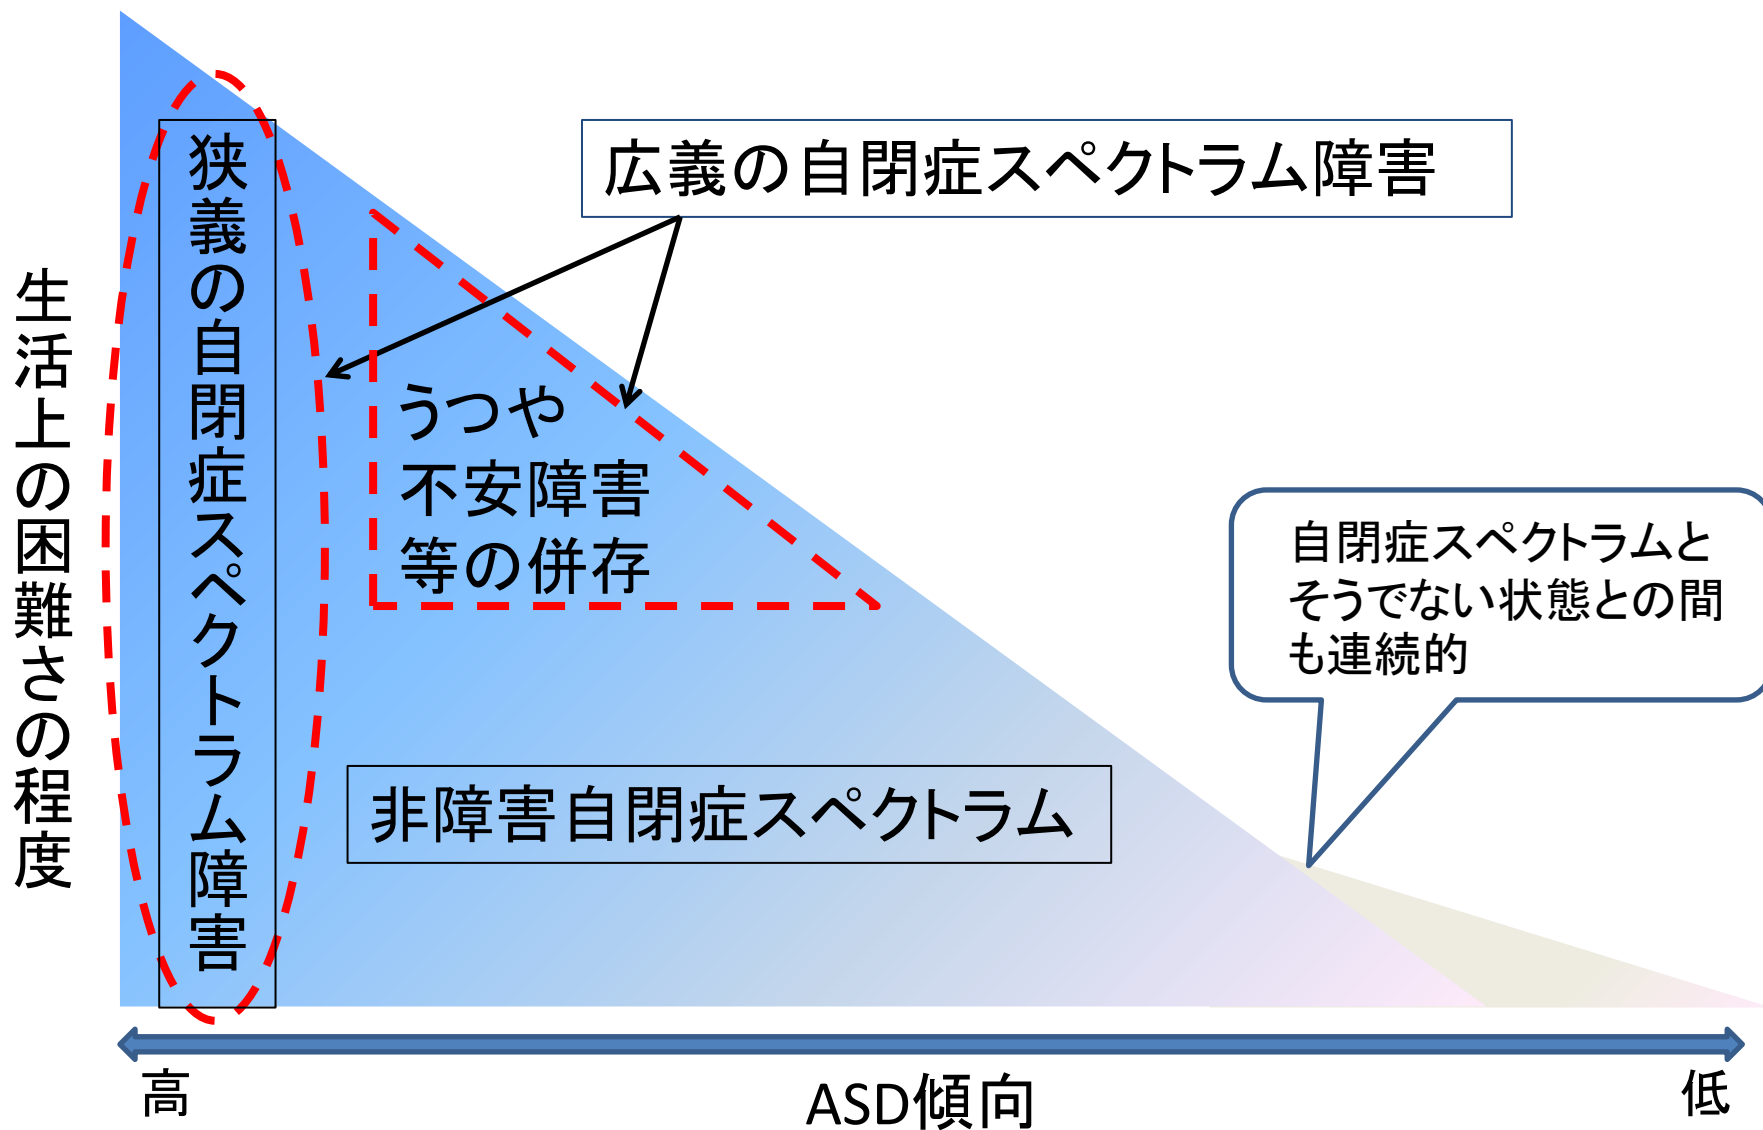 生活上の困難さの程度
狭義の自閉症スペクトラム障害
広義の自閉症スペクトラム障害
うつや
不安障害
等の併存
自閉症スペクトラムと
そうでない状態との間
も連続的
非障害自閉症スペクトラム
高
ASD傾向
低